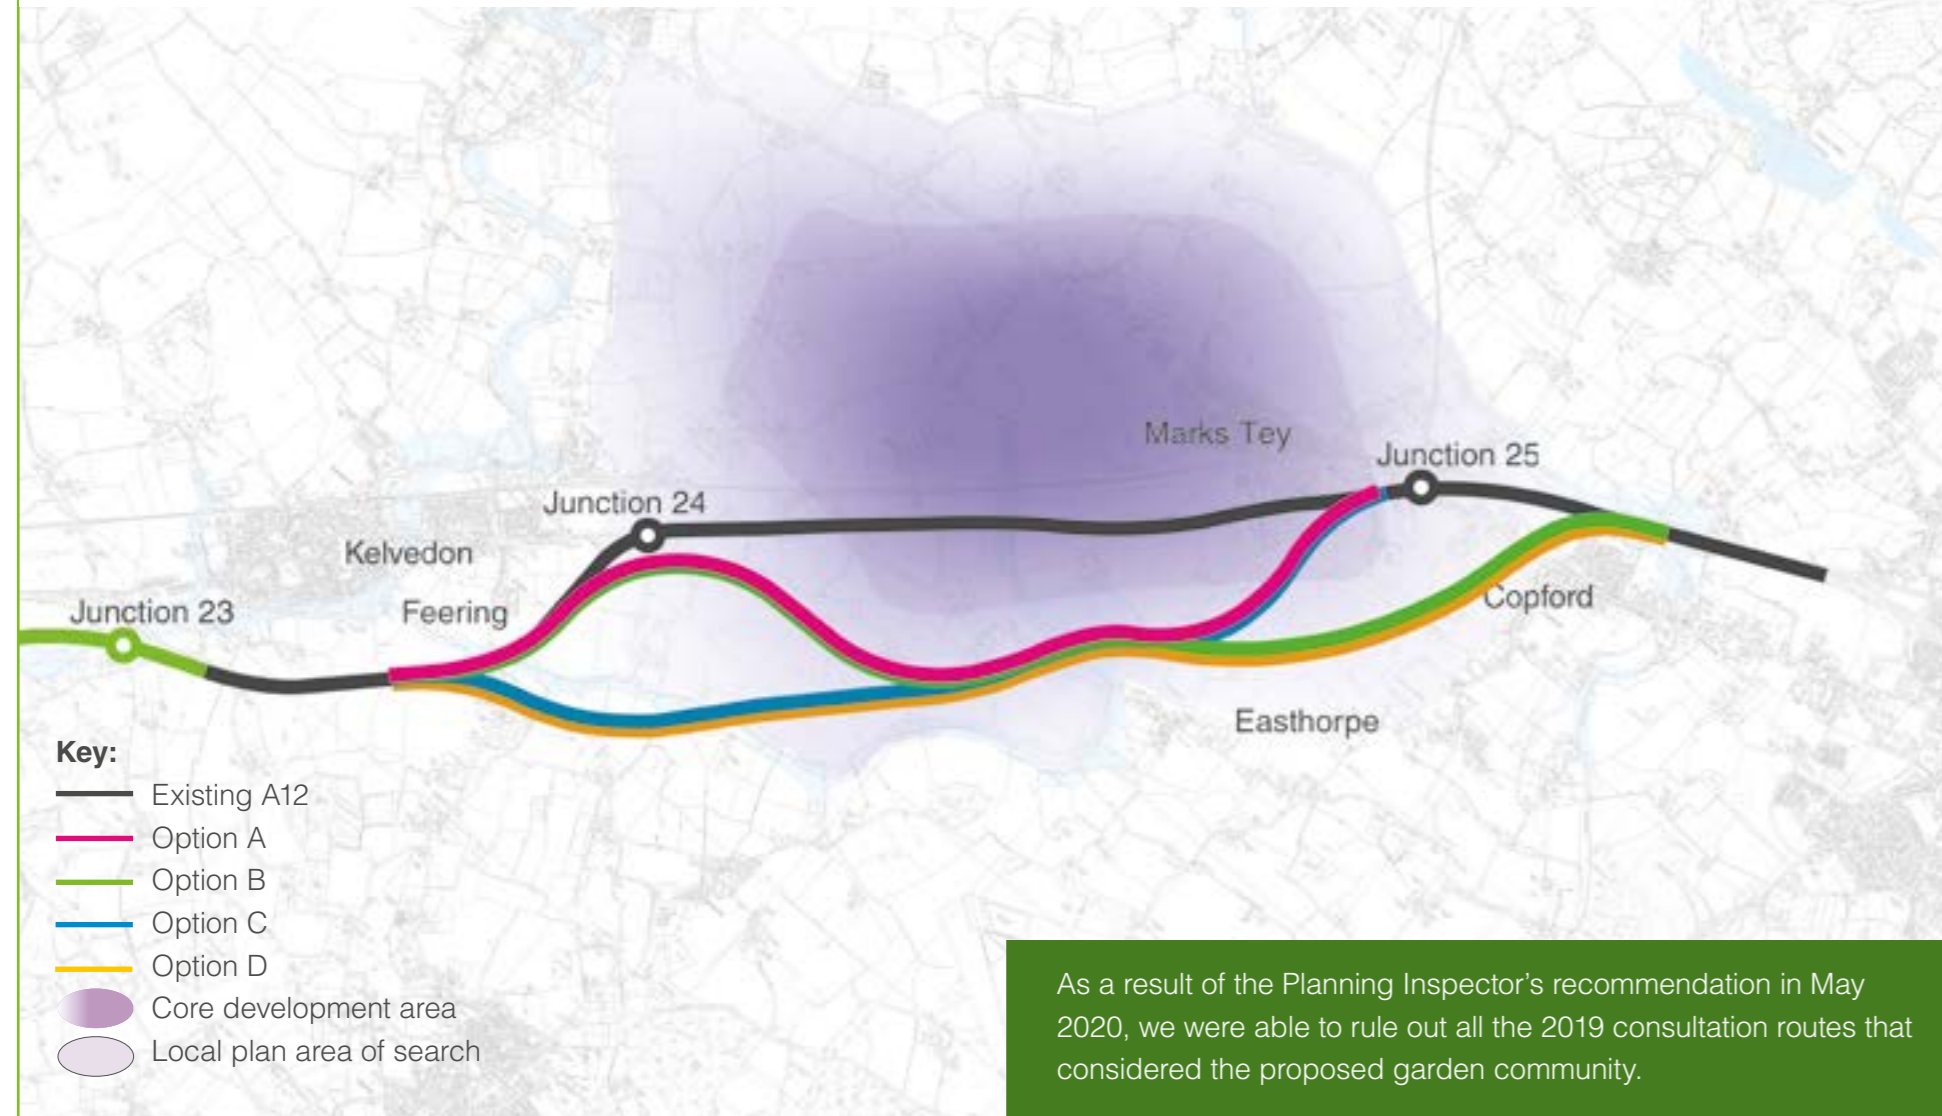 Marks Tey
Junction 25
Junction 24
Kelvedon
Junction 23
Feering
Copford
Easthorpe
Key:
Existing A12
Option A
Option B
Option C
Option D
Core development area
Local plan area of search
As a result of the Planning Inspector’s recommendation in May
2020, we were able to rule out all the 2019 consultation routes that
considered the proposed garden community.